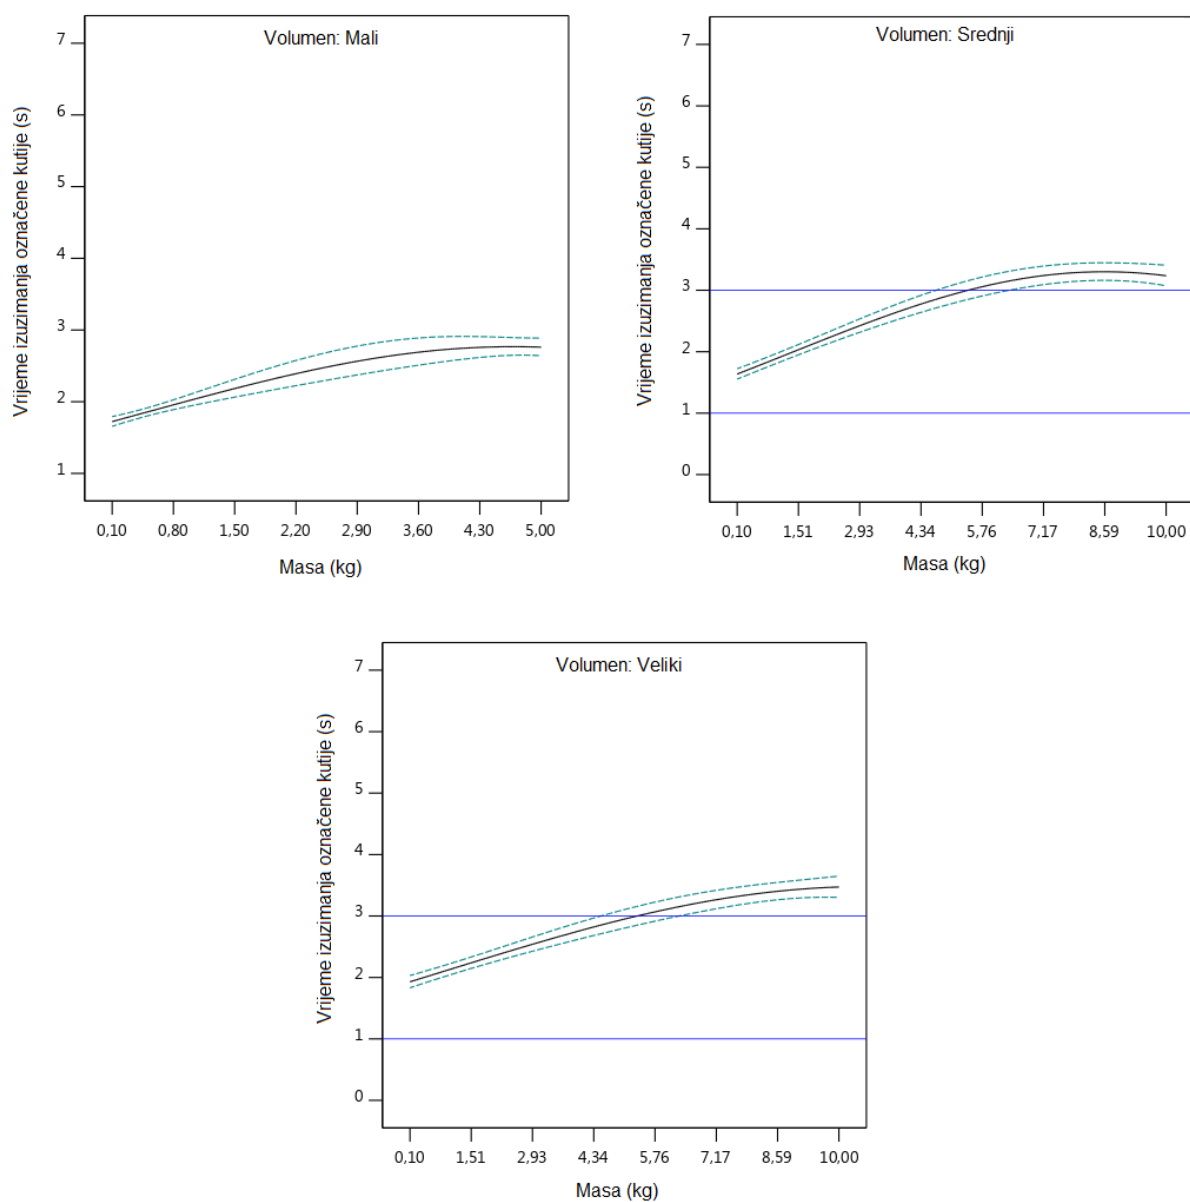 Volumen: Mali
Vrijeme izuzimanja označene kutije (s)
7
6
5
4
3
2
1
0,10 0,80 1,50 2,20 2,90 3,60 4,30 5,00
Masa (kg)
Volumen: Srednji
Vrijeme izuzimanja označene kutije (s)
7
6
5
4
3
2
1
0
0,10 1,51 2,93 4,34 5,76 7,17 8,59 10,00
Masa (kg)
Volumen: Veliki
Vrijeme izuzimanja označene kutije (s)
7
6
5
4
3
2
1
0
0,10 1,51 2,93 4,34 5,76 7,17 8,59 10,00
Masa (kg)